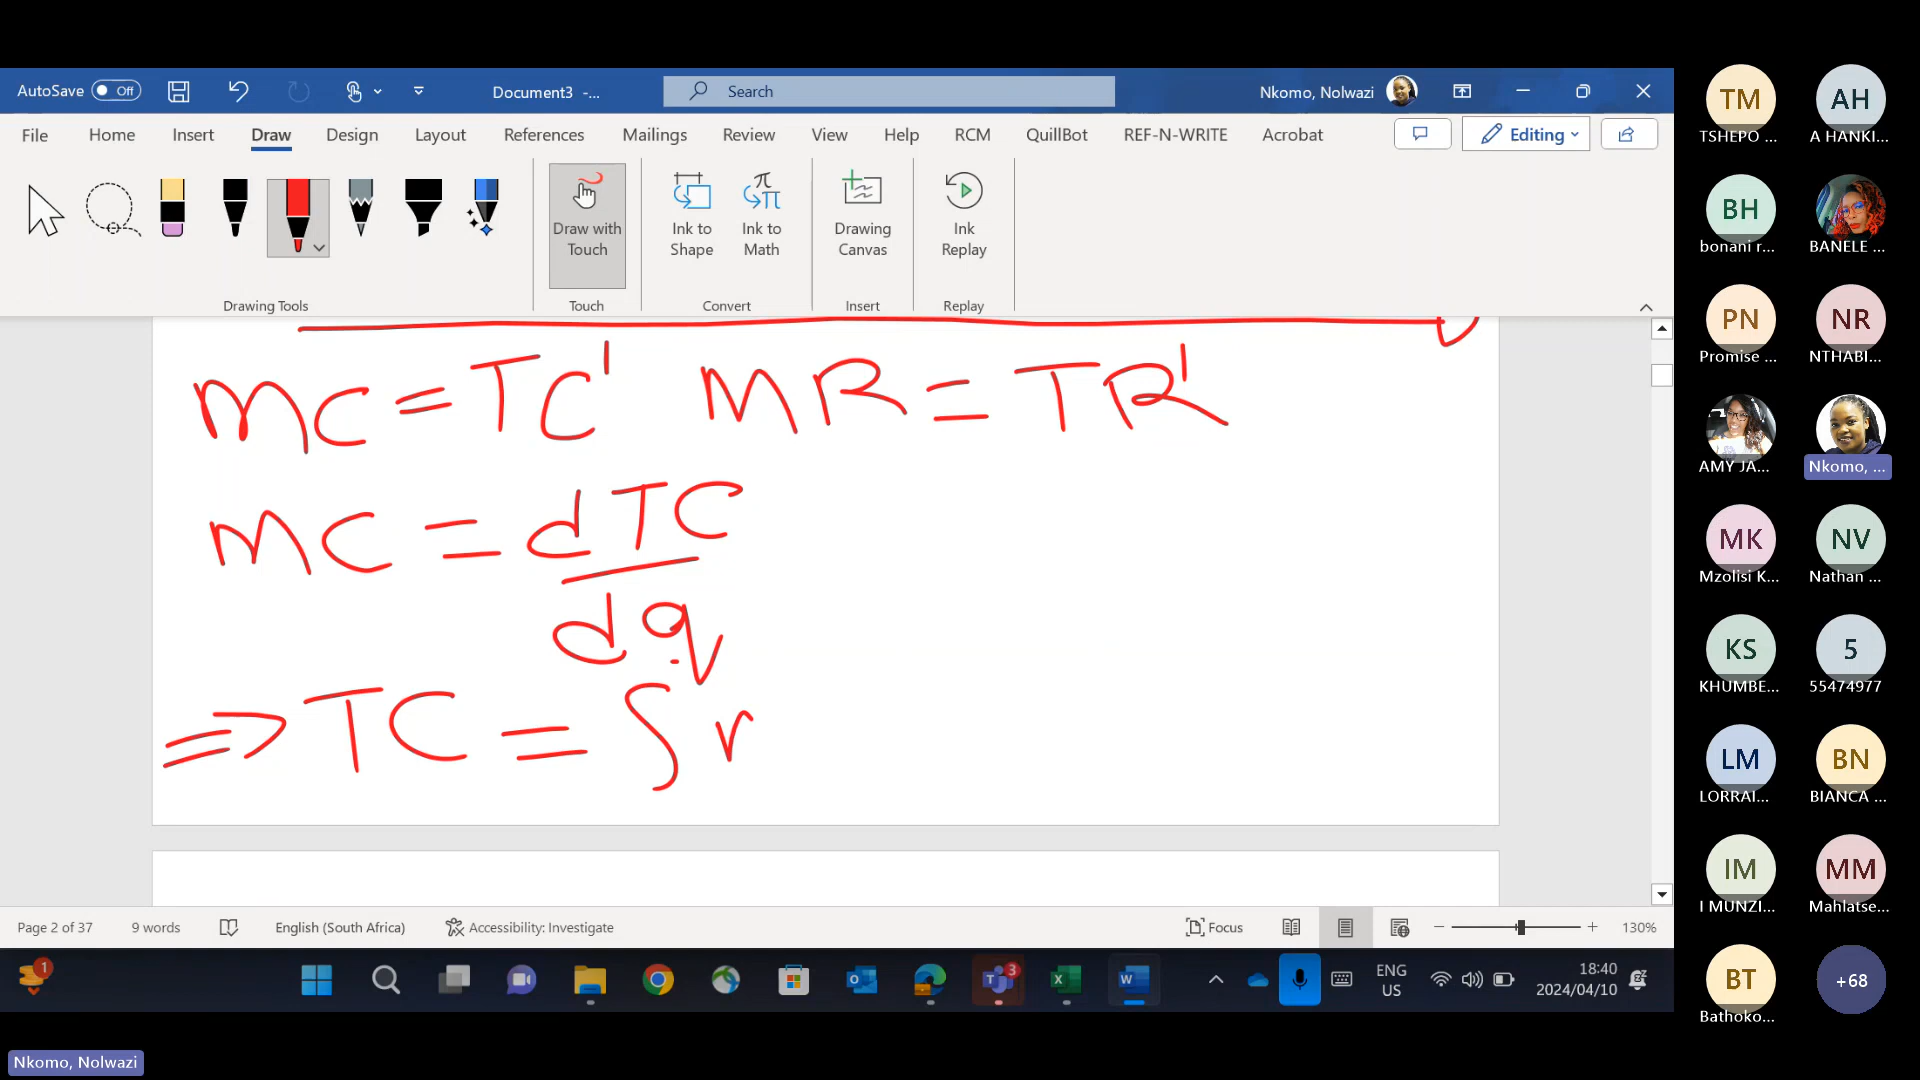 AutoSave Off Document3 -... Search Nkomo, Nolwazi
File Home Insert Draw Design Layout References Mailings Review View Help RCM QuillBot REF-N-WRITE Acrobat Editing
Draw with Touch
Ink to Shape
Ink to Math
Drawing Canvas
Ink Replay
Drawing Tools Touch Convert Insert Replay
MC = TC' MR = TR'
MC = dTC
dq
⇒ TC = ∫ r
Page 2 of 37 9 words English (South Africa) Accessibility: Investigate Focus 130%
1 3 ENG US 18:40 2024/04/10
TM AH
TSHEPO ... A HANKI...
BH
bonani r... BANELE ...
PN NR
Promise ... NTHABI...
AMY JA... Nkomo, ...
MK NV
Mzolisi K... Nathan ...
KS 5
KHUMBE... 55474977
LM BN
LORRAI... BIANCA ...
IM MM
I MUNZI... Mahlatse...
BT +68
Bathoko...
Nkomo, Nolwazi